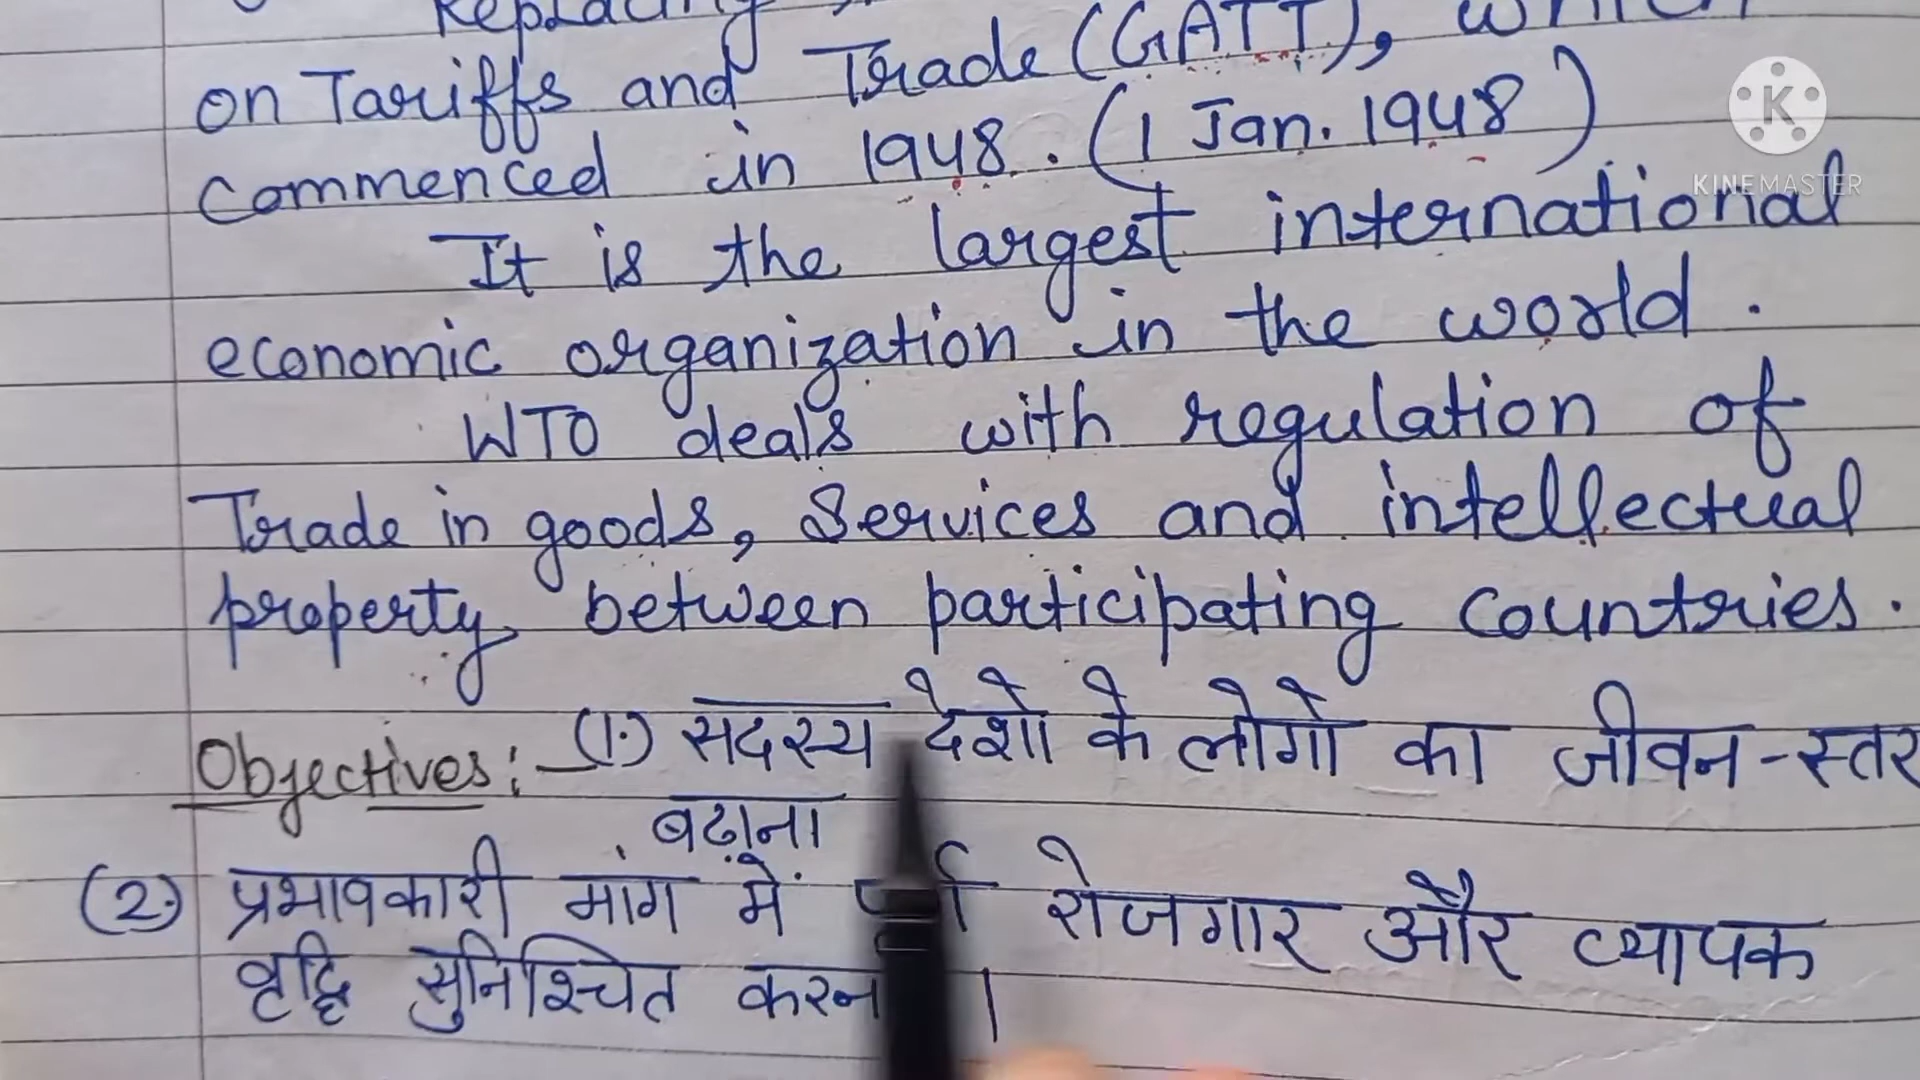 Replacing
on Tariffs and Trade (GATT), which
commenced in 1948. (1 Jan. 1948)
It is the largest international
economic organization in the world.
WTO deals with regulation of
Trade in goods, Services and intellectual
property between participating countries.
Objectives:- (1.) सदस्य देशो के लोगो का जीवन-स्तर
बढ़ाना
(2.) प्रभावकारी मांग में रोजगार और व्यापक
वृद्धि सुनिश्चित करना ।
K
KINEMASTER